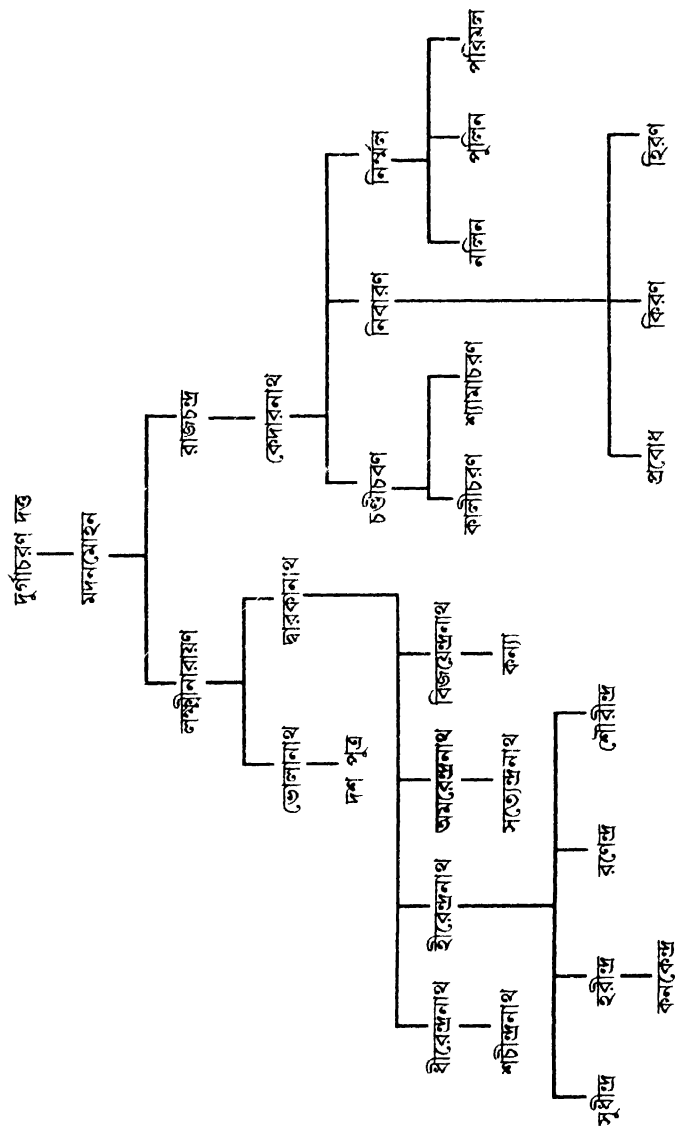 দুর্গাচরণ দত্ত
মদনমোহন
লক্ষ্মীনারায়ণ রাজচন্দ্র
ভোলানাথ দ্বারকানাথ কেদারনাথ
দশ পুত্র চণ্ডীচরণ নিবারণ নির্ম্মল
ধীরেন্দ্রনাথ হীরেন্দ্রনাথ অমরেন্দ্রনাথ বিজয়েন্দ্রনাথ কালীচরণ শ্যামাচরণ নলিন পুলিন পরিমল
শচীন্দ্রনাথ সত্যেন্দ্রনাথ কন্যা
সুধীন্দ্র হরীন্দ্র রণেন্দ্র শৌরীন্দ্র প্রবোধ কিরণ হিরণ
কনকেন্দ্র